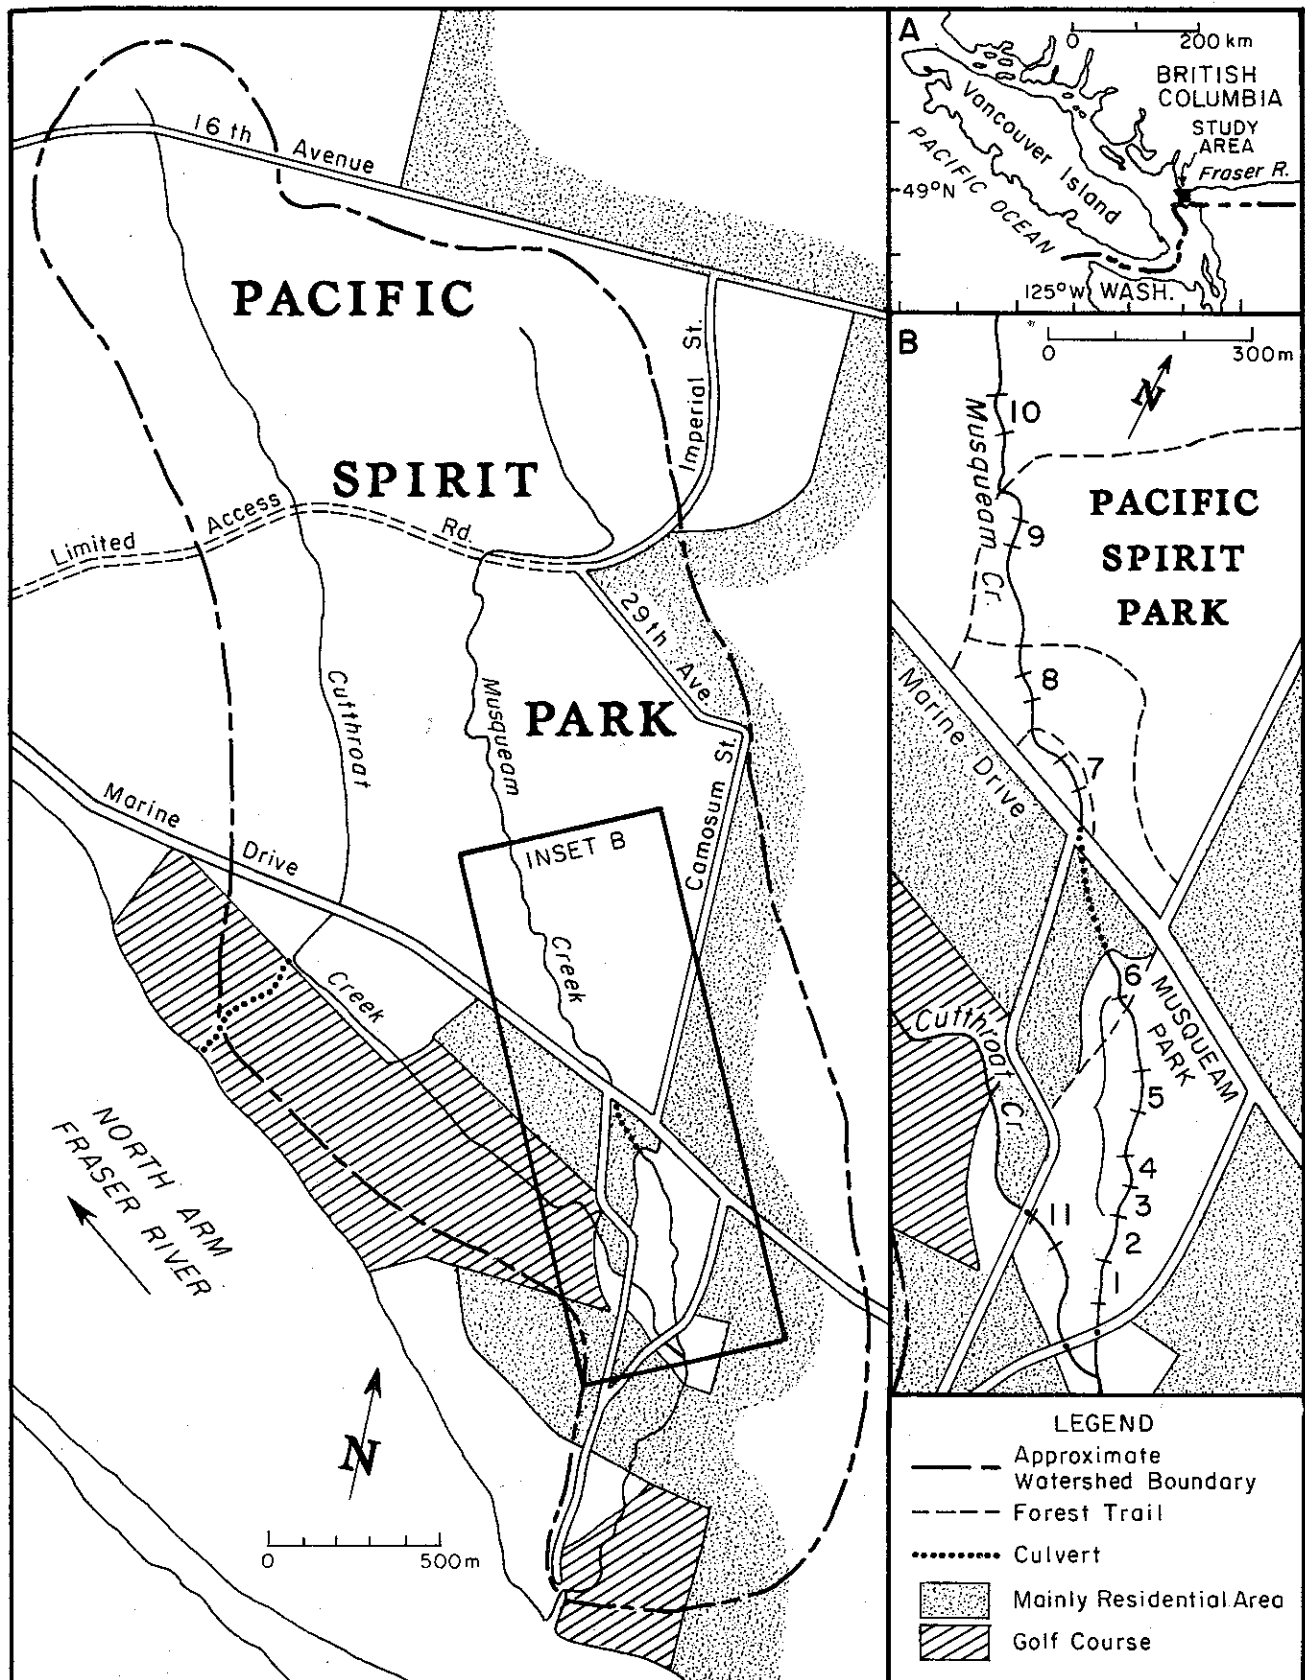 16 th Avenue
PACIFIC
Imperial St.
SPIRIT
Limited Access Rd.
29th Ave.
Cutthroat
Musqueam
PARK
Camosum St.
Marine Drive
INSET B
Creek
Creek
NORTH ARM
FRASER RIVER
N
0 500m
A
0 200 km
BRITISH
COLUMBIA
STUDY
AREA
Vancouver Island
Fraser R.
PACIFIC OCEAN
49°N
125°W
WASH.
B
0 300m
N
10
Musqueam Cr.
PACIFIC
SPIRIT
PARK
9
8
Marine Drive
7
6
MUSQUEAM
PARK
Cutthroat Cr.
5
4
3
11
2
1
LEGEND
Approximate
Watershed Boundary
Forest Trail
Culvert
Mainly Residential Area
Golf Course